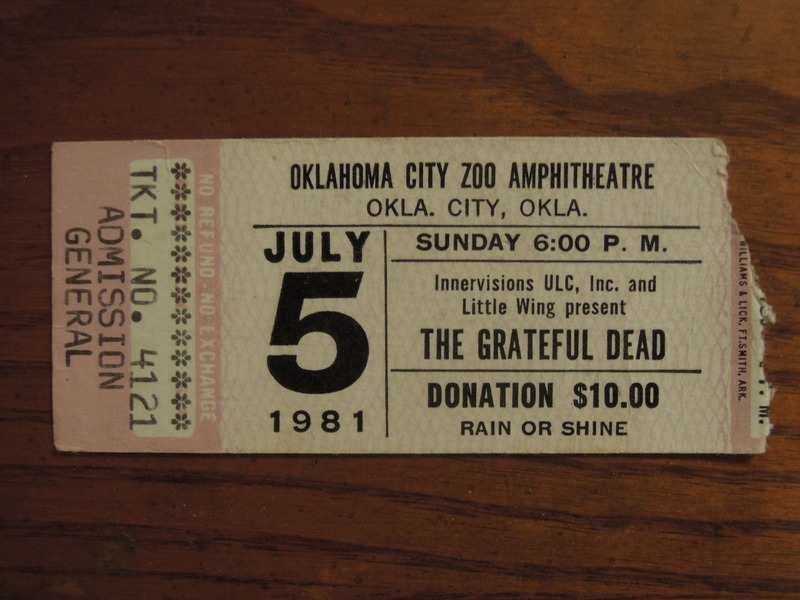 TKT. NO. 4121
ADMISSION
GENERAL
NO REFUND - NO EXCHANGE
OKLAHOMA CITY ZOO AMPHITHEATRE
OKLA. CITY, OKLA.
JULY
5
1981
SUNDAY 6:00 P. M.
Innervisions ULC, Inc. and
Little Wing present
THE GRATEFUL DEAD
DONATION $10.00
RAIN OR SHINE
WILLIAMS & LICK, FT. SMITH, ARK.
M.